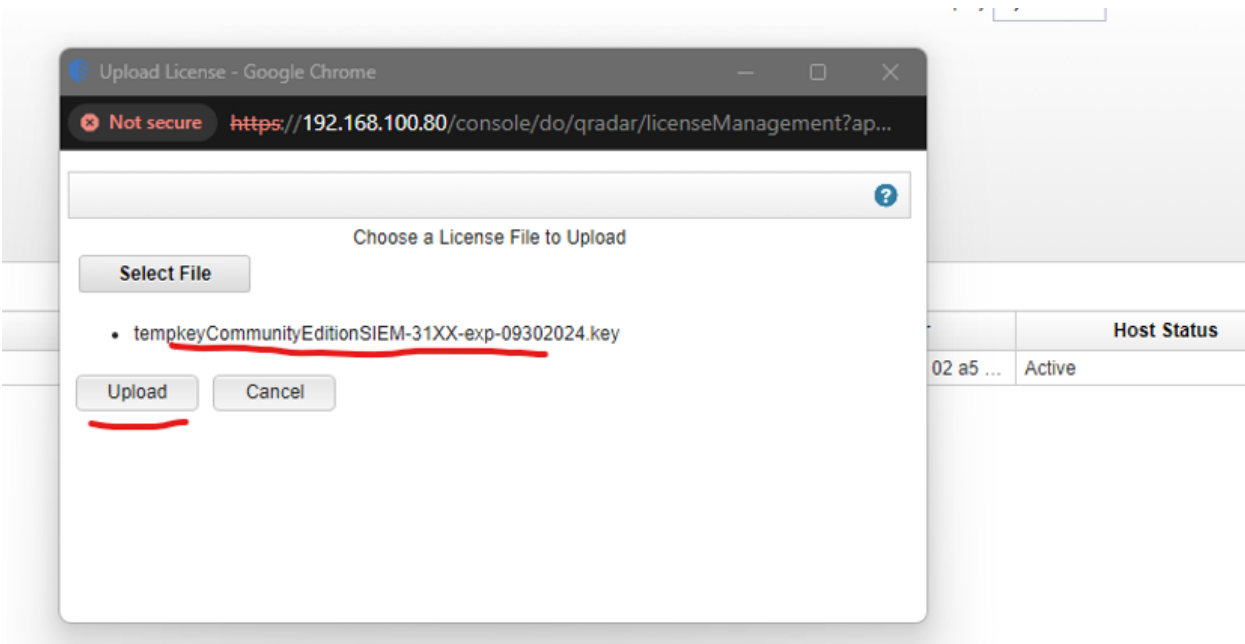 Upload License - Google Chrome
Not secure https://192.168.100.80/console/do/qradar/licenseManagement?ap...
?
Choose a License File to Upload
Select File
• tempkeyCommunityEditionSIEM-31XX-exp-09302024.key
Host Status
02 a5 ... Active
Upload Cancel